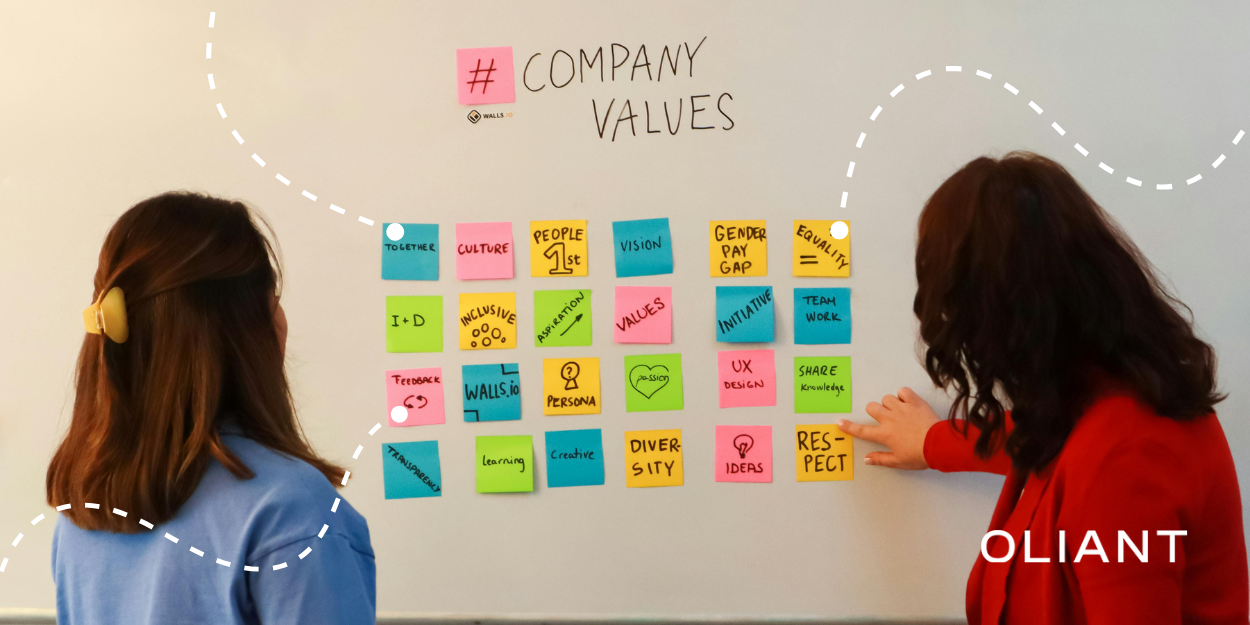 # COMPANY
VALUES
WALLS.IO
TOGETHER
CULTURE
PEOPLE
1st
VISION
GENDER
PAY
GAP
EQUALITY
=
I+D
INCLUSIVE
ASPIRATION
VALUES
INITIATIVE
TEAM
WORK
FEEDBACK
WALLS.io
?
PERSONA
passion
UX
DESIGN
SHARE
Knowledge
TRANSPARENCY
Learning
Creative
DIVER-
SITY
IDEAS
RES-
PECT
OLIANT